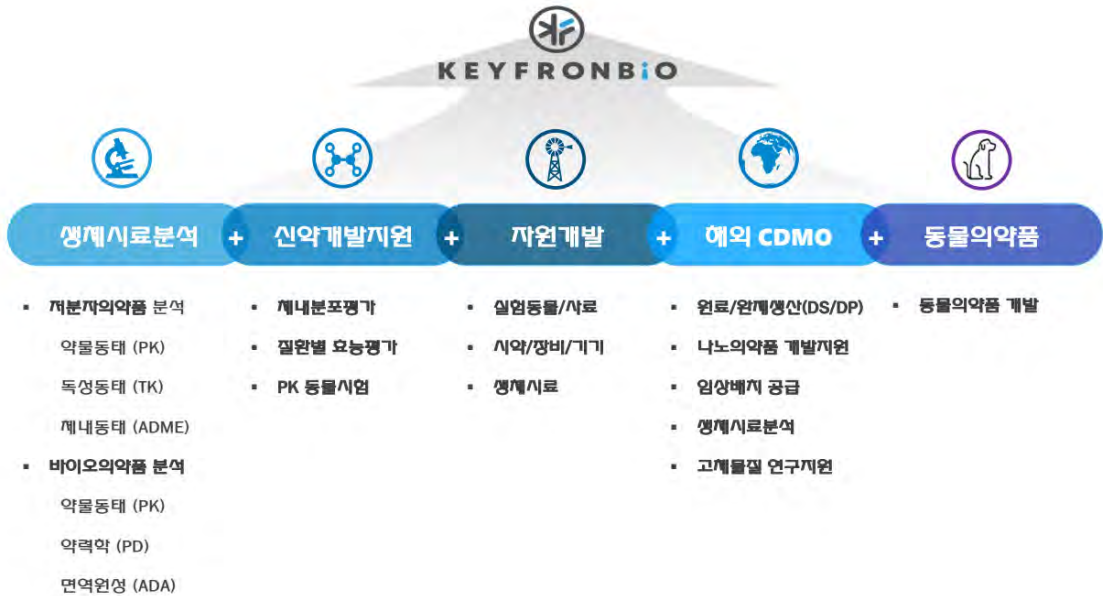 KEYFRONBiO
생체시료분석 + 신약개발지원 + 자원개발 + 해외 CDMO + 동물의약품
▪ 저분자의약품 분석
약물동태 (PK)
독성동태 (TK)
체내동태 (ADME)
▪ 바이오의약품 분석
약물동태 (PK)
약력학 (PD)
면역원성 (ADA)
▪ 체내분포평가
▪ 질환별 효능평가
▪ PK 동물시험
▪ 실험동물/사료
▪ 시약/장비/기기
▪ 생체시료
▪ 원료/완제생산(DS/DP)
▪ 나노의약품 개발지원
▪ 임상배치 공급
▪ 생체시료분석
▪ 고체물질 연구지원
▪ 동물의약품 개발